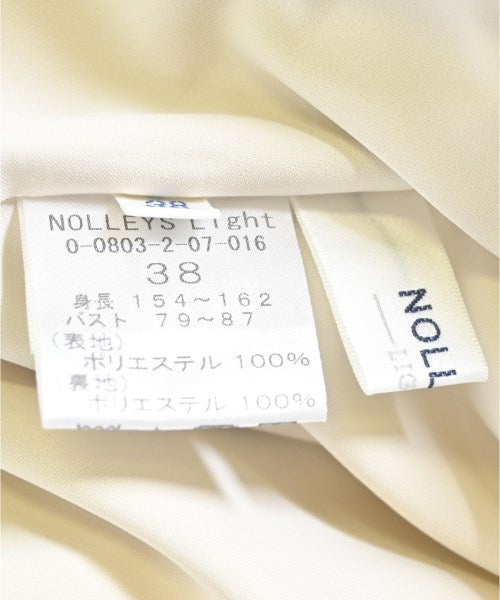 38
NOLLEYS Light
0-0803-2-07-016
38
身長 154~162
バスト 79~87
(表地)
ポリエステル 100%
(裏地)
ポリエステル 100%
NOLL